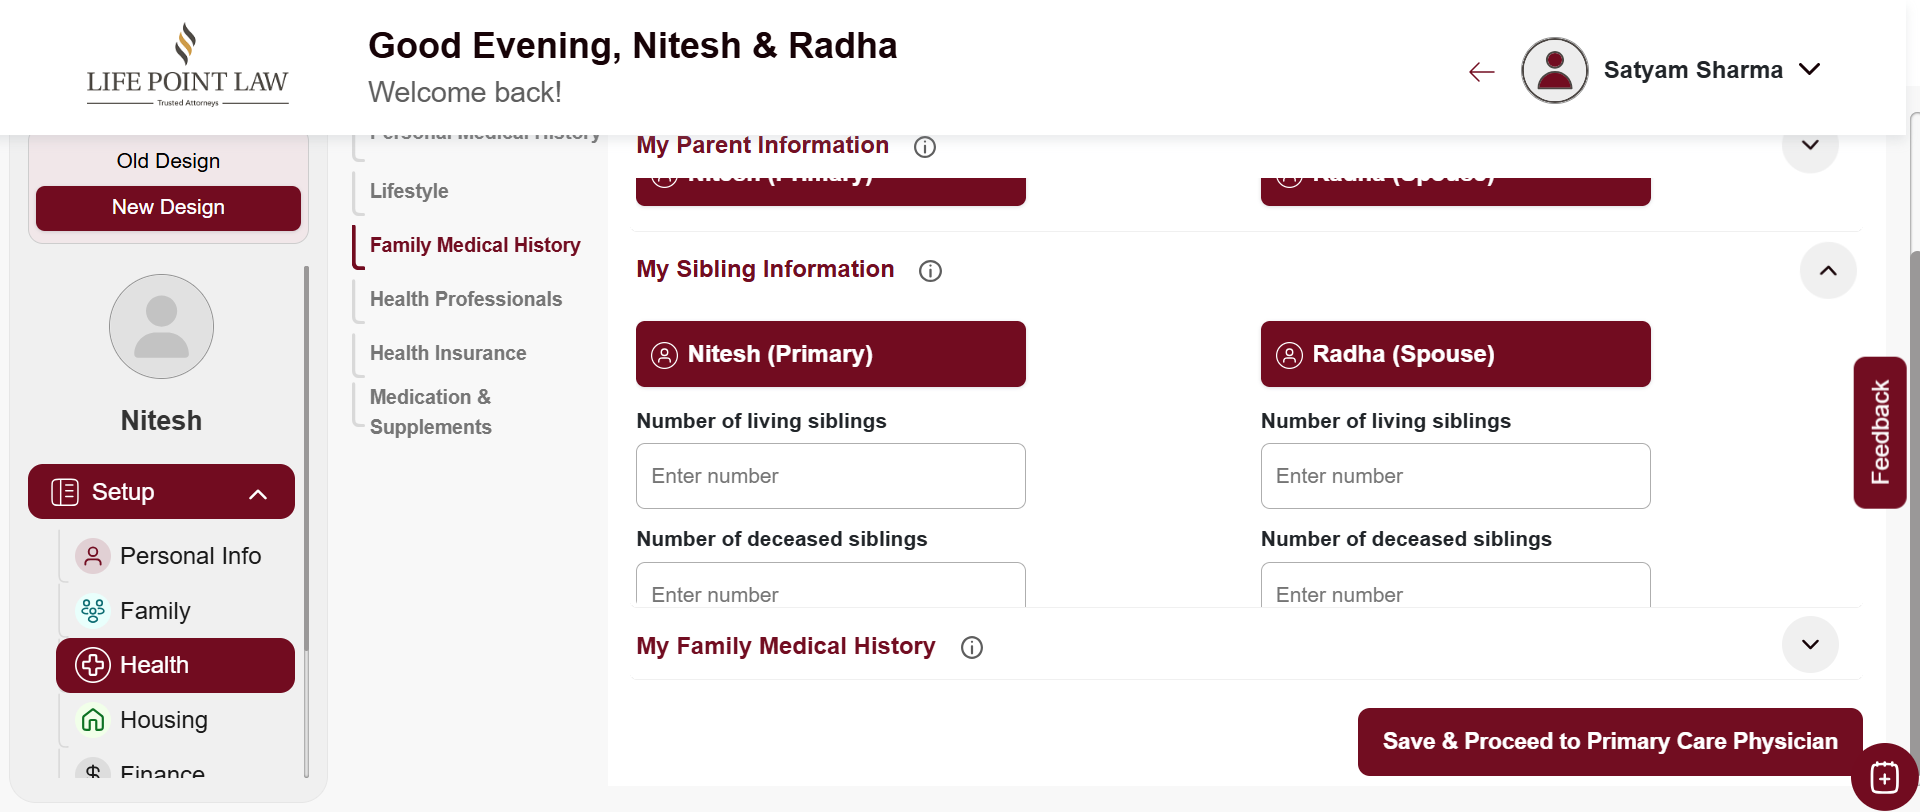 LIFE POINT LAW
Trusted Attorneys
Good Evening, Nitesh & Radha
Welcome back!
Satyam Sharma
Old Design
New Design
Nitesh
Setup
Personal Info
Family
Health
Housing
Finance
Personal Medical History
Lifestyle
Family Medical History
Health Professionals
Health Insurance
Medication &
Supplements
My Parent Information
Nitesh (Primary)
Radha (Spouse)
My Sibling Information
Nitesh (Primary)
Radha (Spouse)
Number of living siblings
Number of living siblings
Enter number
Enter number
Number of deceased siblings
Number of deceased siblings
Enter number
Enter number
My Family Medical History
Save & Proceed to Primary Care Physician
Feedback